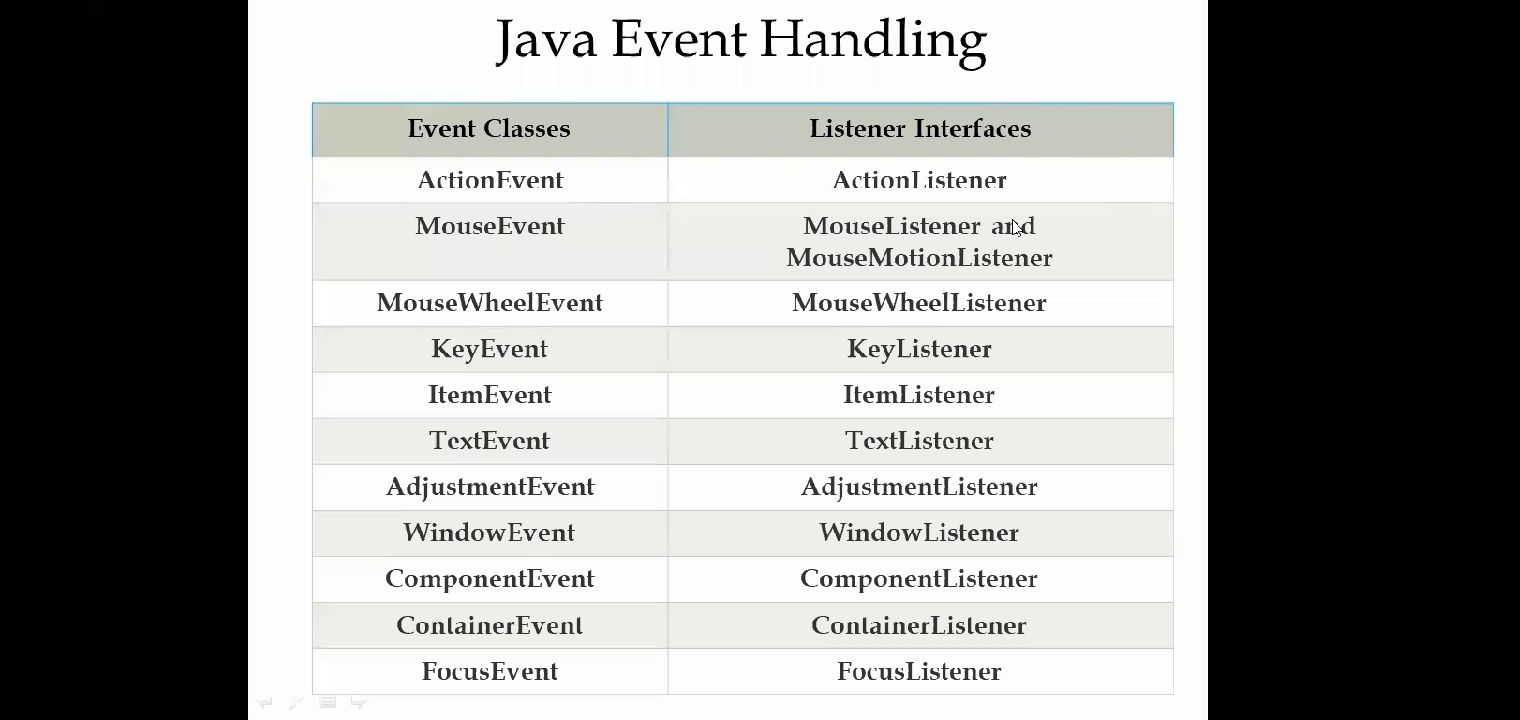 Java Event Handling
Event Classes Listener Interfaces
ActionEvent ActionListener
MouseEvent MouseListener and
MouseMotionListener
MouseWheelEvent MouseWheelListener
KeyEvent KeyListener
ItemEvent ItemListener
TextEvent TextListener
AdjustmentEvent AdjustmentListener
WindowEvent WindowListener
ComponentEvent ComponentListener
ContainerEvent ContainerListener
FocusEvent FocusListener